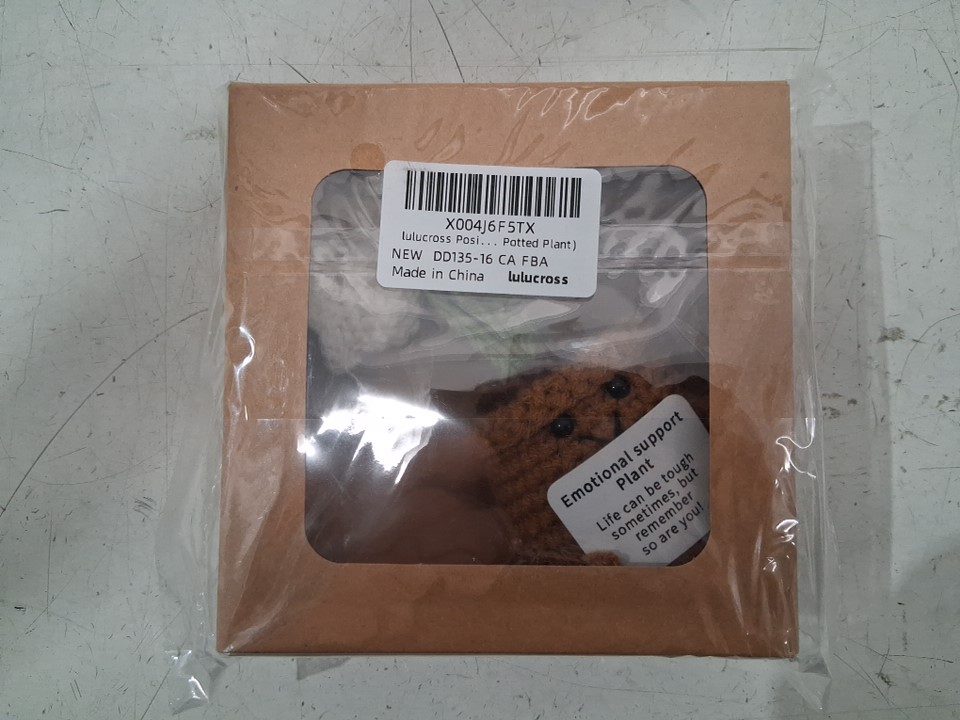 X004J6F5TX
lulucross Posi... Potted Plant)
NEW DD135-16 CA FBA
Made in China lulucross
Emotional support
Plant
Life can be tough
sometimes, but
remember
so are you!